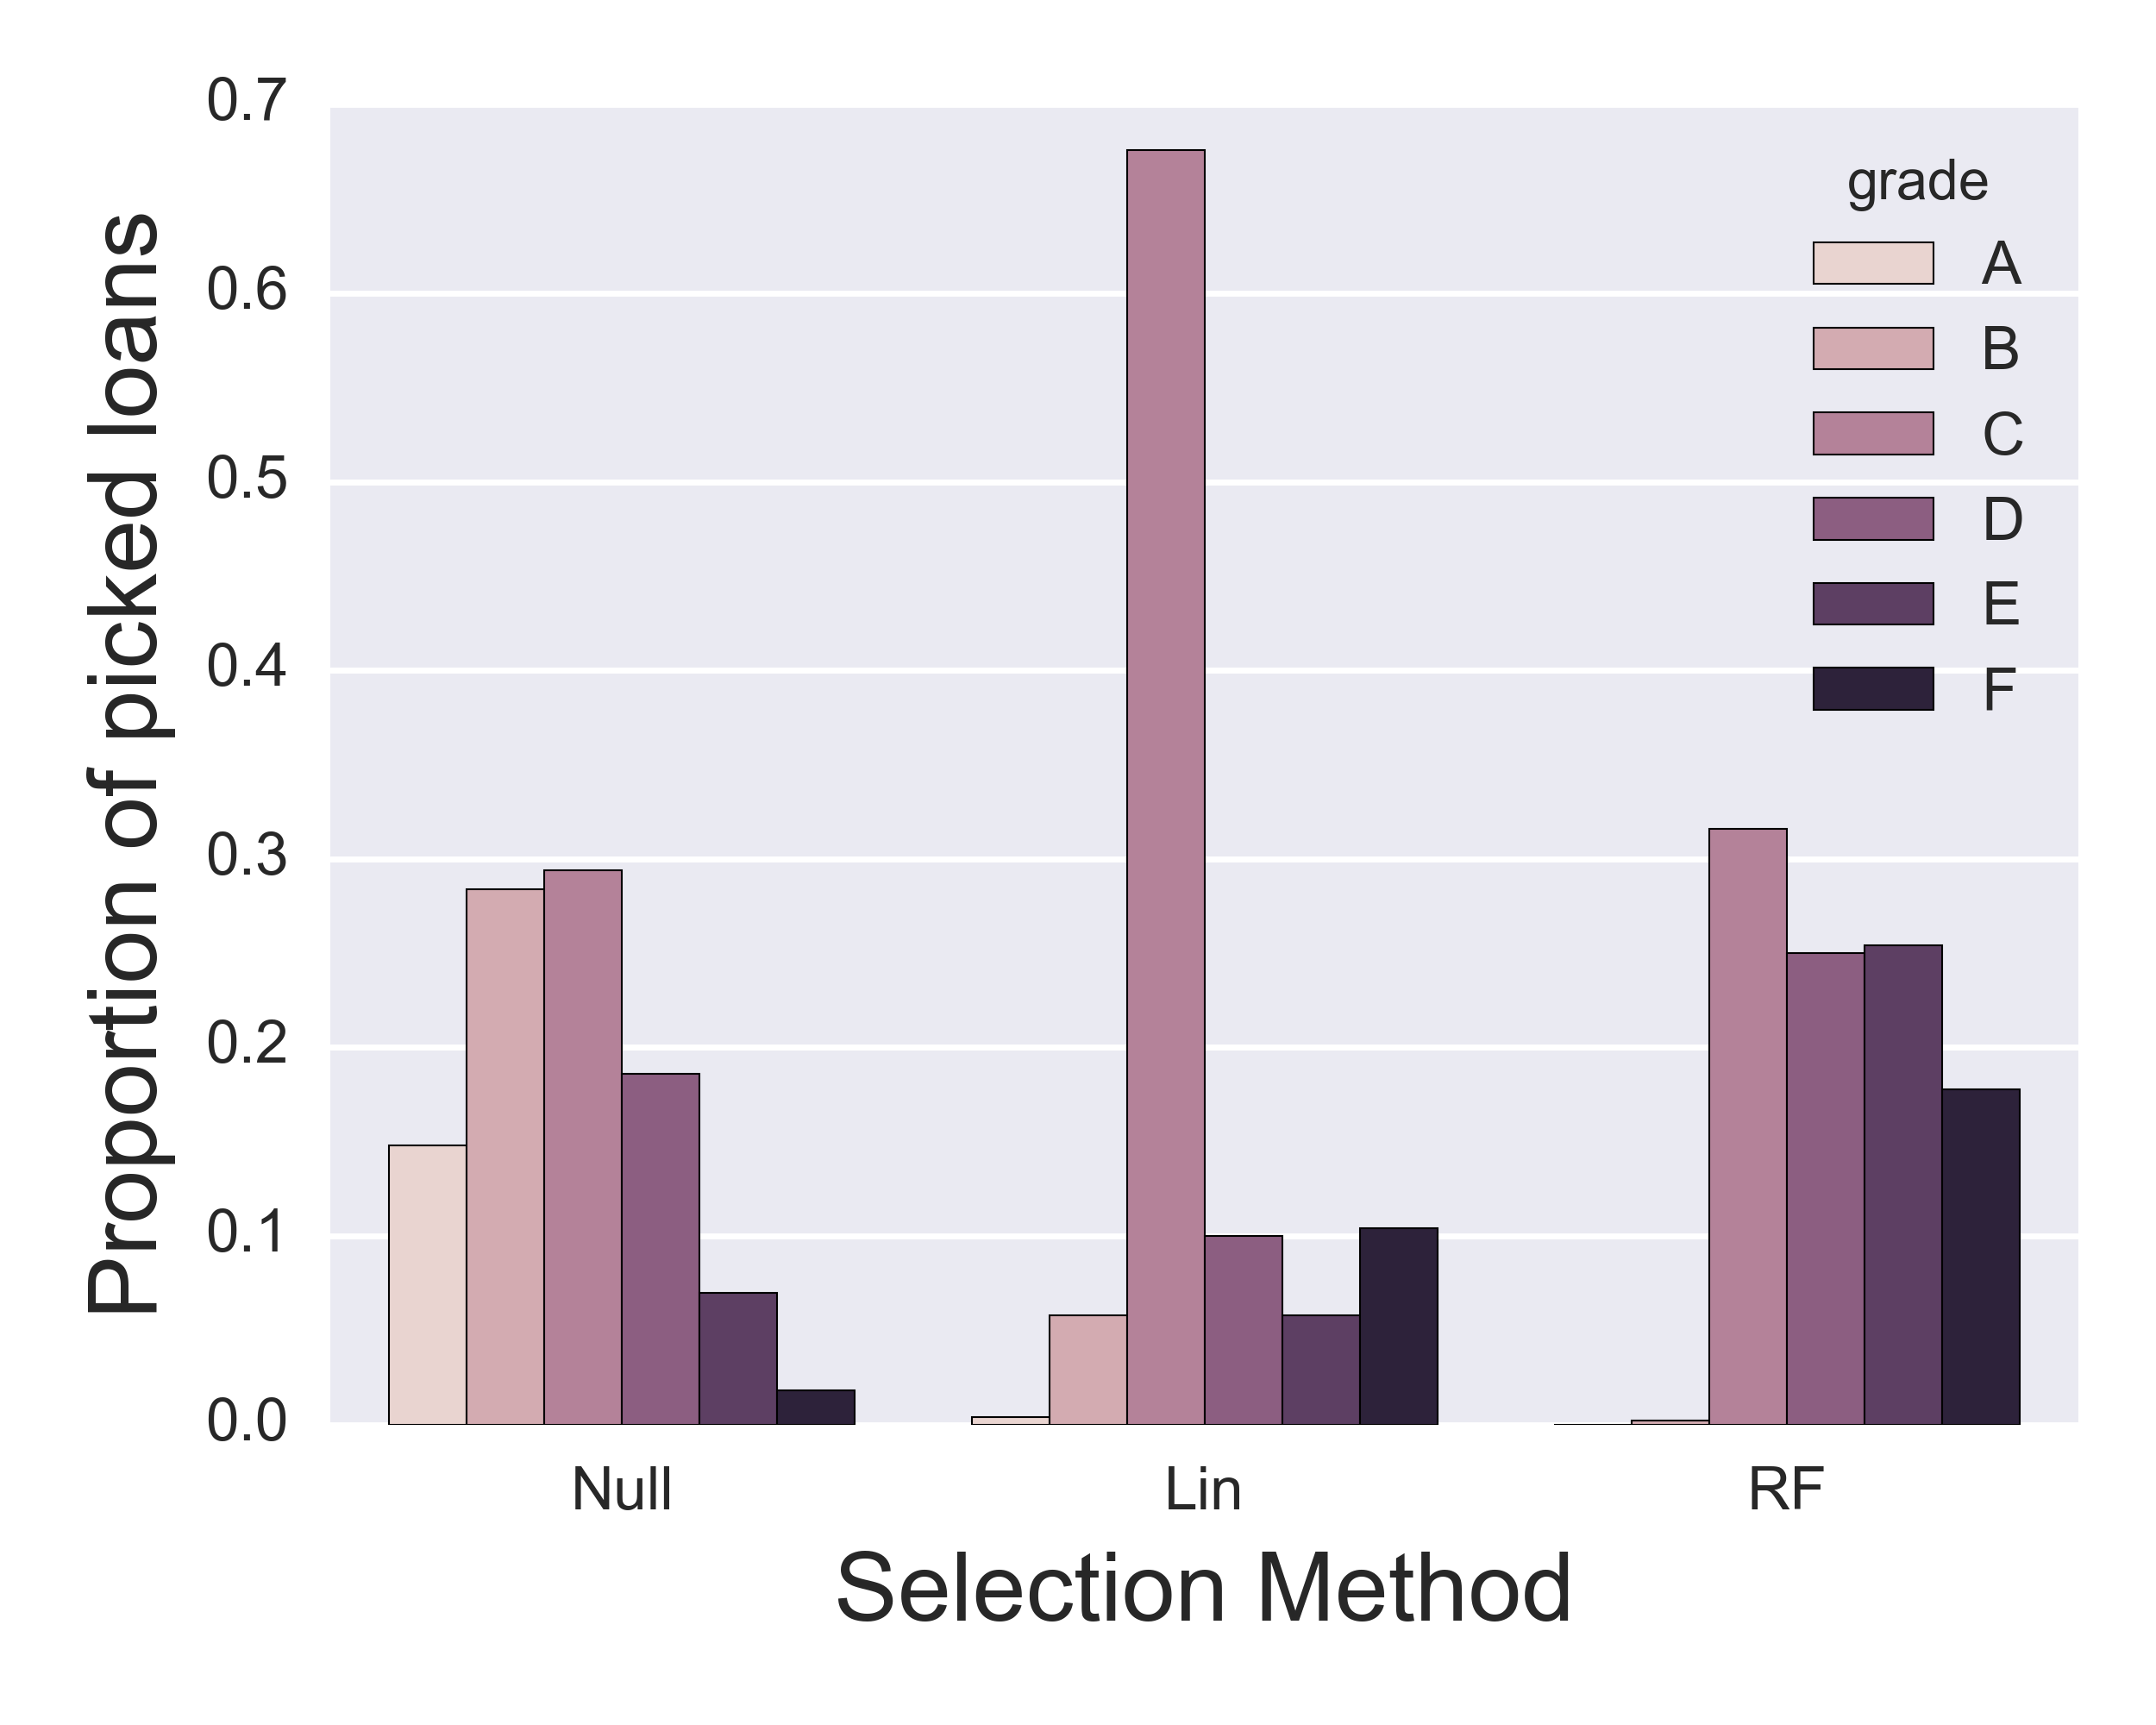 Proportion of picked loans
0.7
0.6
0.5
0.4
0.3
0.2
0.1
0.0
grade
A
B
C
D
E
F
Null
Lin
RF
Selection Method